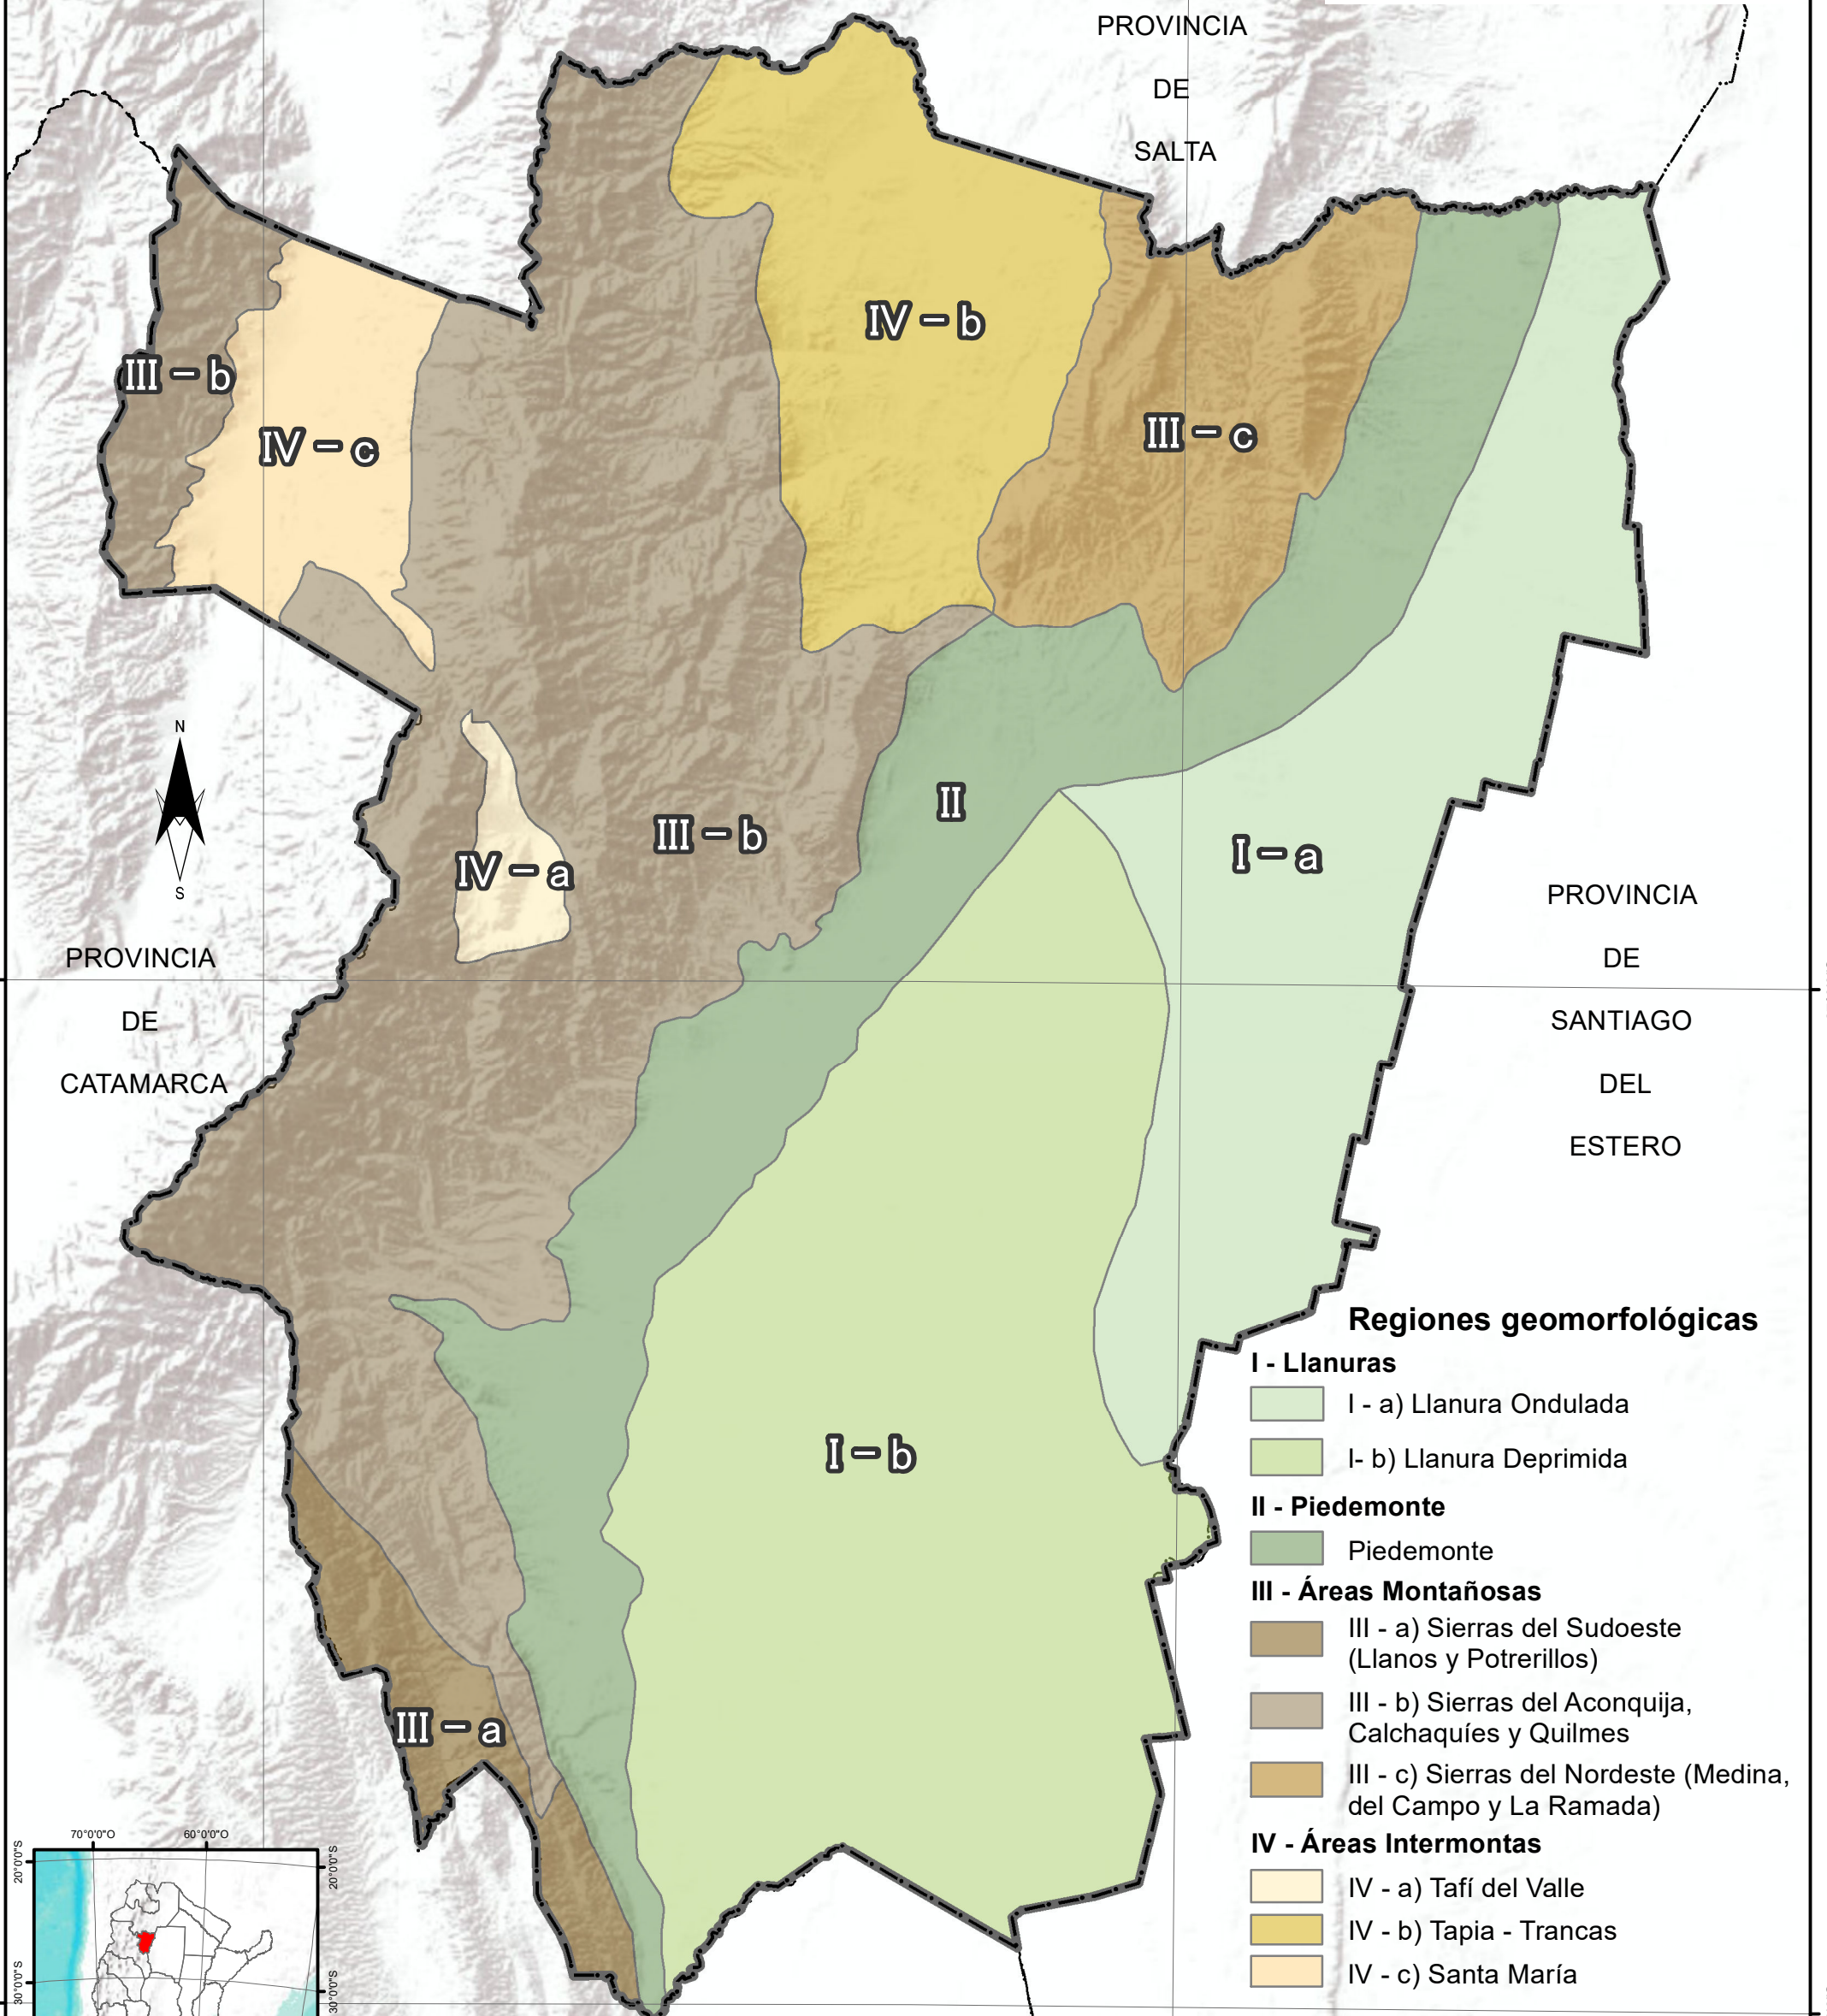 PROVINCIA
DE
SALTA
III - b
IV - c
IV - b
III - c
N
S
II
III - b
IV - a
I - a
PROVINCIA
DE
CATAMARCA
PROVINCIA
DE
SANTIAGO
DEL
ESTERO
I - b
III - a
Regiones geomorfológicas
I - Llanuras
I - a) Llanura Ondulada
I- b) Llanura Deprimida
II - Piedemonte
Piedemonte
III - Áreas Montañosas
III - a) Sierras del Sudoeste
(Llanos y Potrerillos)
III - b) Sierras del Aconquija,
Calchaquíes y Quilmes
III - c) Sierras del Nordeste (Medina,
del Campo y La Ramada)
IV - Áreas Intermontas
IV - a) Tafí del Valle
IV - b) Tapia - Trancas
IV - c) Santa María
70°0'0"O
60°0'0"O
20°0'0"S
20°0'0"S
30°0'0"S
30°0'0"S